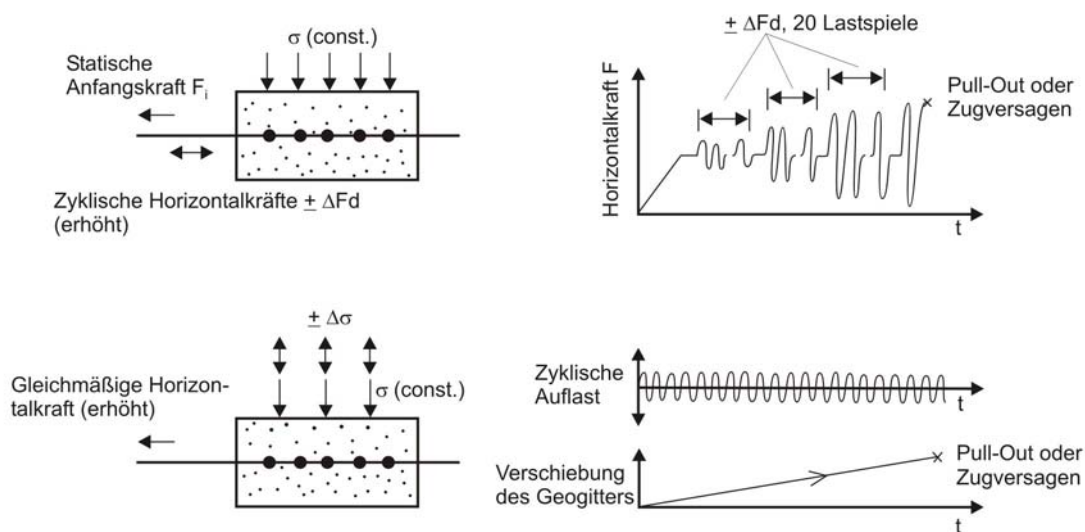 σ (const.)
Statische
Anfangskraft Fi
Zyklische Horizontalkräfte ± ΔFd
(erhöht)
± ΔFd, 20 Lastspiele
Horizontalkraft F
Pull-Out oder
Zugversagen
t
± Δσ
σ (const.)
Gleichmäßige Horizon-
talkraft (erhöht)
Zyklische
Auflast
t
Verschiebung
des Geogitters
Pull-Out oder
Zugversagen
t